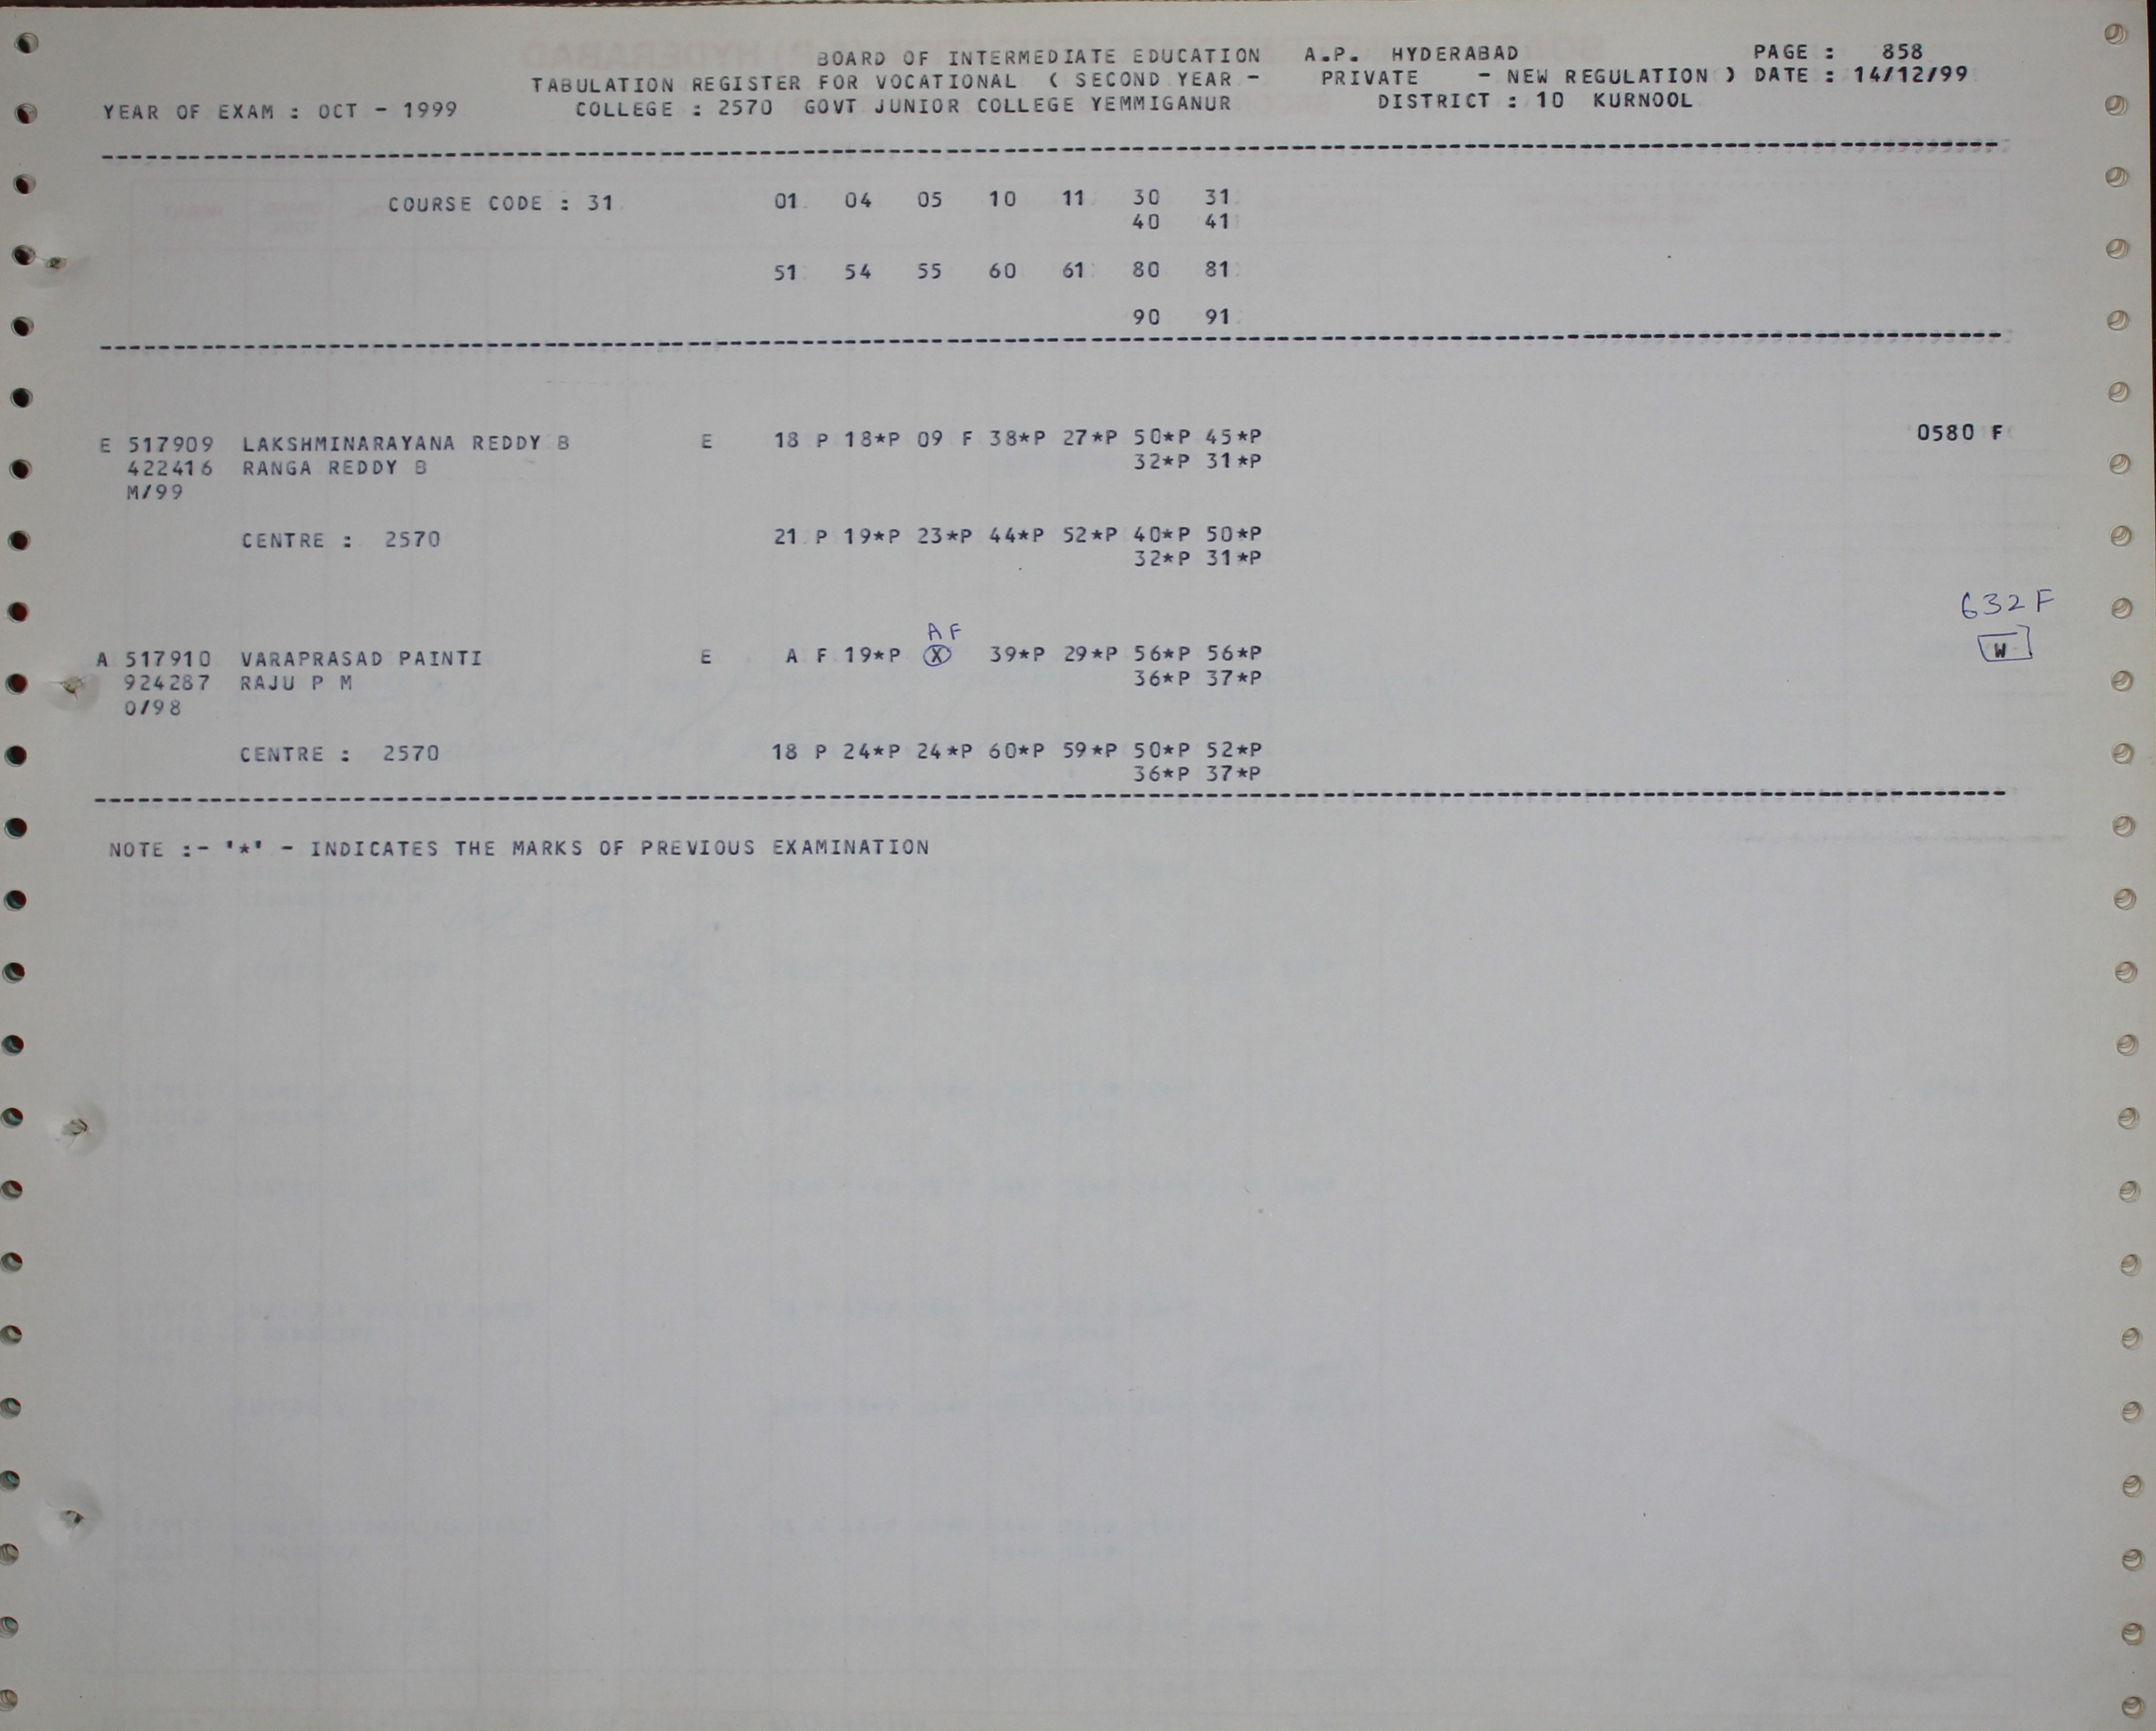 BOARD OF INTERMEDIATE EDUCATION A.P. HYDERABAD PAGE : 858
TABULATION REGISTER FOR VOCATIONAL ( SECOND YEAR - PRIVATE - NEW REGULATION ) DATE : 14/12/99
YEAR OF EXAM : OCT - 1999 COLLEGE : 2570 GOVT JUNIOR COLLEGE YEMMIGANUR DISTRICT : 10 KURNOOL
COURSE CODE : 31 01 04 05 10 11 30 31
40 41
51 54 55 60 61 80 81
90 91
E 517909 LAKSHMINARAYANA REDDY B E 18 P 18*P 09 F 38*P 27*P 50*P 45*P 0580 F
422416 RANGA REDDY B 32*P 31*P
M/99
CENTRE : 2570 21 P 19*P 23*P 44*P 52*P 40*P 50*P
32*P 31*P
632F
AF
A 517910 VARAPRASAD PAINTI E A F 19*P X 39*P 29*P 56*P 56*P W
924287 RAJU P M 36*P 37*P
0/98
CENTRE : 2570 18 P 24*P 24*P 60*P 59*P 50*P 52*P
36*P 37*P
NOTE :- '*' - INDICATES THE MARKS OF PREVIOUS EXAMINATION